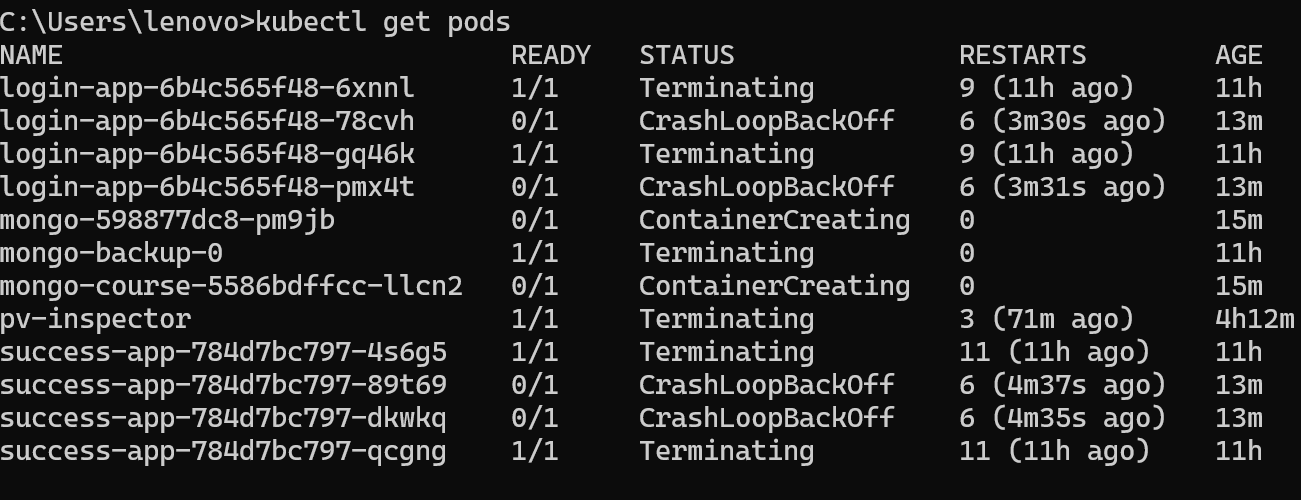 C:\Users\lenovo>kubectl get pods
NAME READY STATUS RESTARTS AGE
login-app-6b4c565f48-6xnnl 1/1 Terminating 9 (11h ago) 11h
login-app-6b4c565f48-78cvh 0/1 CrashLoopBackOff 6 (3m30s ago) 13m
login-app-6b4c565f48-gq46k 1/1 Terminating 9 (11h ago) 11h
login-app-6b4c565f48-pmx4t 0/1 CrashLoopBackOff 6 (3m31s ago) 13m
mongo-598877dc8-pm9jb 0/1 ContainerCreating 0 15m
mongo-backup-0 1/1 Terminating 0 11h
mongo-course-5586bdffcc-llcn2 0/1 ContainerCreating 0 15m
pv-inspector 1/1 Terminating 3 (71m ago) 4h12m
success-app-784d7bc797-4s6g5 1/1 Terminating 11 (11h ago) 11h
success-app-784d7bc797-89t69 0/1 CrashLoopBackOff 6 (4m37s ago) 13m
success-app-784d7bc797-dkwkq 0/1 CrashLoopBackOff 6 (4m35s ago) 13m
success-app-784d7bc797-qcgng 1/1 Terminating 11 (11h ago) 11h